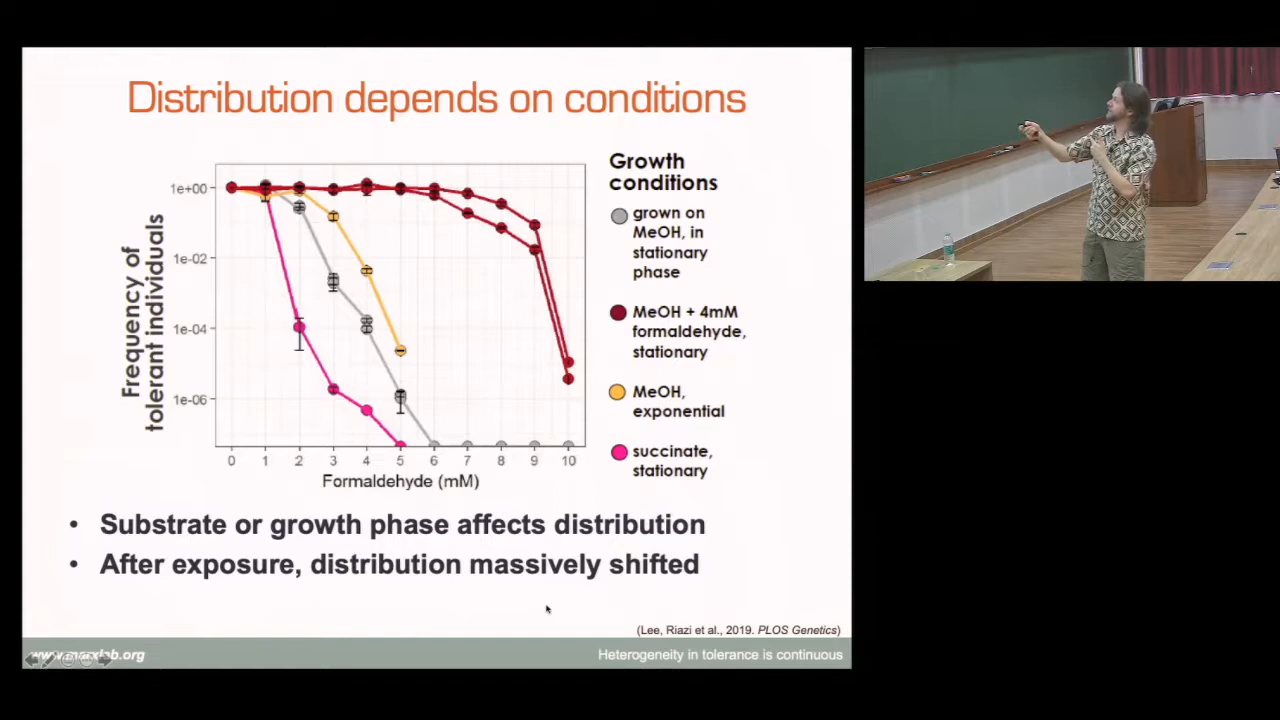 Distribution depends on conditions
Frequency of
tolerant individuals
1e+00
1e-02
1e-04
1e-06
0 1 2 3 4 5 6 7 8 9 10
Formaldehyde (mM)
Growth
conditions
grown on
MeOH, in
stationary
phase
MeOH + 4mM
formaldehyde,
stationary
MeOH,
exponential
succinate,
stationary
• Substrate or growth phase affects distribution
• After exposure, distribution massively shifted
(Lee, Riazi et al., 2019. PLOS Genetics)
www.marxlab.org
Heterogeneity in tolerance is continuous